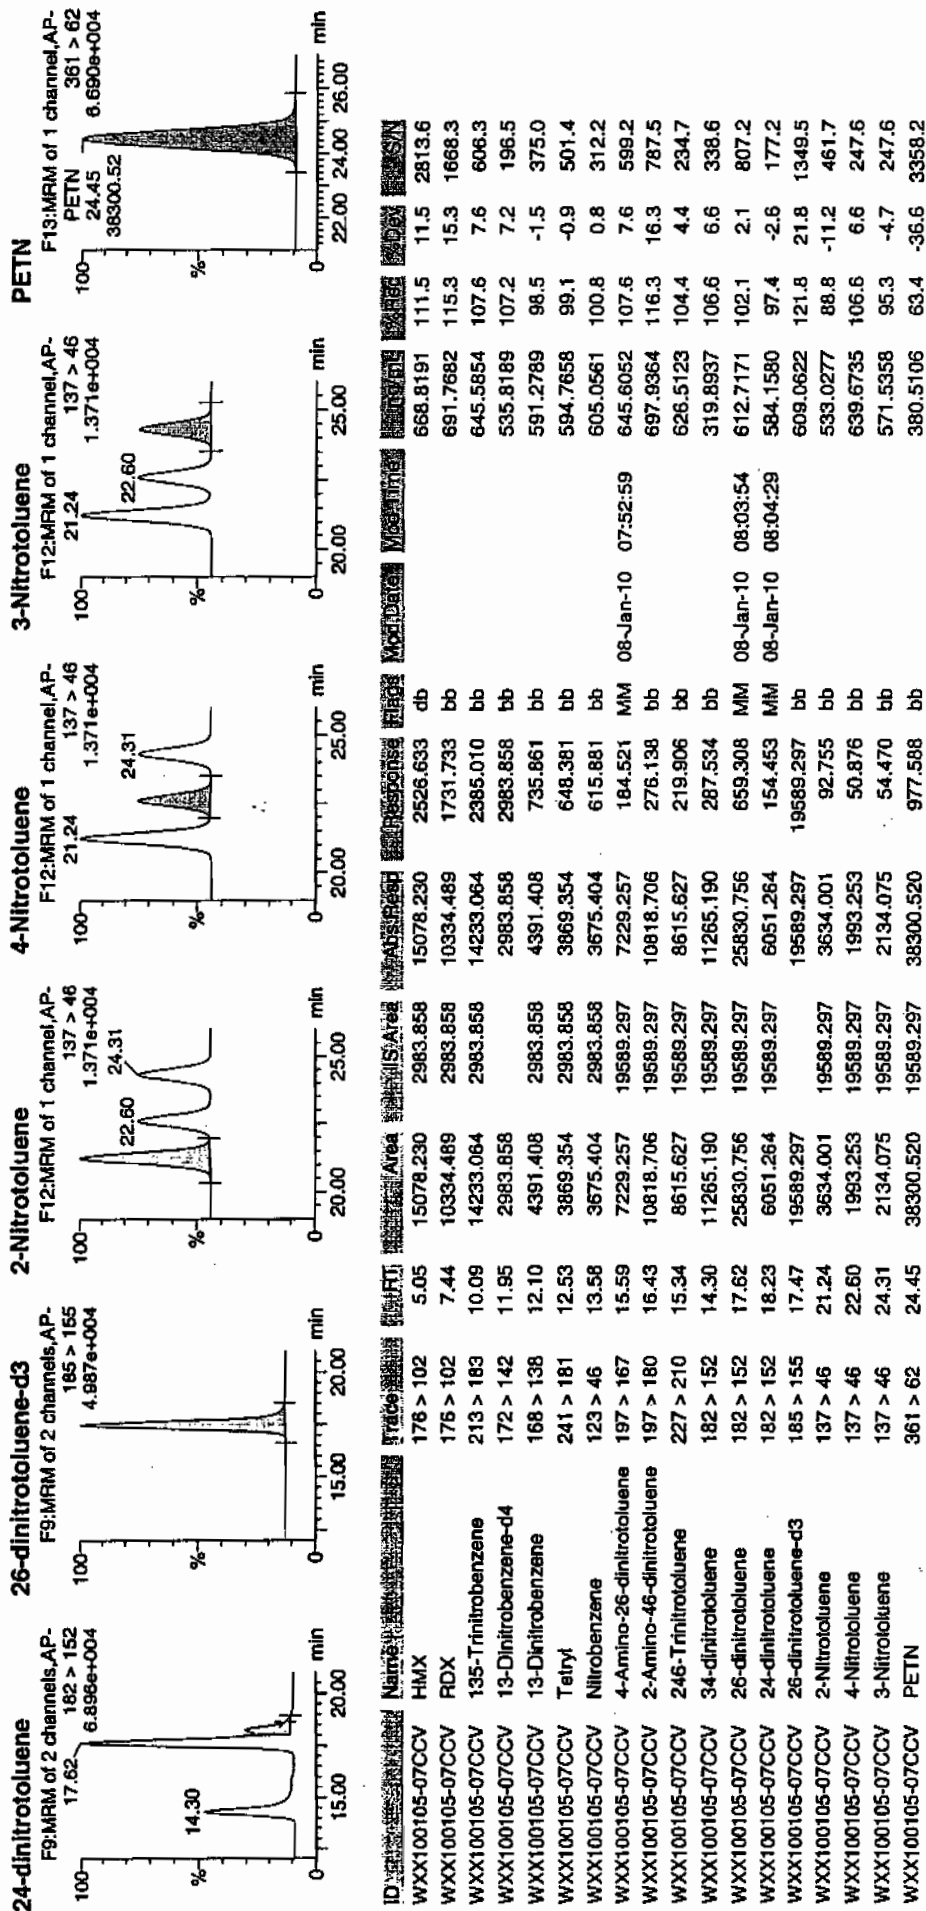 24-dinitrotoluene
F9:MRM of 2 channels,AP-
182 > 152
6.896e+004
17.62
14.30
100
%
0
15.00 20.00 min
26-dinitrotoluene-d3
F9:MRM of 2 channels,AP-
185 > 155
4.987e+004
100
%
0
15.00 20.00 min
2-Nitrotoluene
F12:MRM of 1 channel,AP-
137 > 46
1.371e+004
24.31
22.60
100
%
0
20.00 25.00 min
4-Nitrotoluene
F12:MRM of 1 channel,AP-
137 > 46
1.371e+004
21.24
24.31
100
%
0
20.00 25.00 min
3-Nitrotoluene
F12:MRM of 1 channel,AP-
137 > 46
1.371e+004
21.24
22.60
100
%
0
20.00 25.00 min
PETN
F13:MRM of 1 channel,AP-
361 > 62
6.690e+004
PETN
24.45
38300.52
100
%
0
22.00 24.00 26.00 min
ID Name Trace RT Area IS Area Abs.Resp Response Flags Mod.Date Mod.Time %Rec %Dev S/N
WXX100105-07CCV HMX 176 > 102 5.05 15078.230 2983.858 15078.230 2526.633 db 668.8191 111.5 11.5 2813.6
WXX100105-07CCV RDX 176 > 102 7.44 10334.489 2983.858 10334.489 1731.733 bb 691.7682 115.3 15.3 1668.3
WXX100105-07CCV 135-Trinitrobenzene 213 > 183 10.09 14233.064 2983.858 14233.064 2385.010 bb 645.5854 107.6 7.6 606.3
WXX100105-07CCV 13-Dinitrobenzene-d4 172 > 142 11.95 2983.858 2983.858 2983.858 bb 535.8189 107.2 7.2 196.5
WXX100105-07CCV 13-Dinitrobenzene 168 > 138 12.10 4391.408 2983.858 4391.408 735.861 bb 591.2789 98.5 -1.5 375.0
WXX100105-07CCV Tetryl 241 > 181 12.53 3869.354 2983.858 3869.354 648.381 bb 594.7658 99.1 -0.9 501.4
WXX100105-07CCV Nitrobenzene 123 > 46 13.58 3675.404 2983.858 3675.404 615.881 bb 605.0561 100.8 0.8 312.2
WXX100105-07CCV 4-Amino-26-dinitrotoluene 197 > 167 15.59 7229.257 19589.297 7229.257 184.521 MM 08-Jan-10 07:52:59 645.6052 107.6 7.6 599.2
WXX100105-07CCV 2-Amino-46-dinitrotoluene 197 > 180 16.43 10818.706 19589.297 10818.706 276.138 bb 697.9364 116.3 16.3 787.5
WXX100105-07CCV 246-Trinitrotoluene 227 > 210 15.34 8615.627 19589.297 8615.627 219.906 bb 626.5123 104.4 4.4 234.7
WXX100105-07CCV 34-dinitrotoluene 182 > 152 14.30 11265.190 19589.297 11265.190 287.534 bb 319.8937 106.6 6.6 338.6
WXX100105-07CCV 26-dinitrotoluene 182 > 152 17.62 25830.756 19589.297 25830.756 659.308 MM 08-Jan-10 08:03:54 612.7171 102.1 2.1 807.2
WXX100105-07CCV 24-dinitrotoluene 182 > 152 18.23 6051.264 19589.297 6051.264 154.453 MM 08-Jan-10 08:04:29 584.1580 97.4 -2.6 177.2
WXX100105-07CCV 26-dinitrotoluene-d3 185 > 155 17.47 19589.297 19589.297 19589.297 bb 609.0622 121.8 21.8 1349.5
WXX100105-07CCV 2-Nitrotoluene 137 > 46 21.24 3634.001 19589.297 3634.001 92.755 bb 533.0277 88.8 -11.2 461.7
WXX100105-07CCV 4-Nitrotoluene 137 > 46 22.60 1993.253 19589.297 1993.253 50.876 bb 639.6735 106.6 6.6 247.6
WXX100105-07CCV 3-Nitrotoluene 137 > 46 24.31 2134.075 19589.297 2134.075 54.470 bb 571.5358 95.3 -4.7 247.6
WXX100105-07CCV PETN 361 > 62 24.45 38300.520 19589.297 38300.520 977.588 bb 380.5106 63.4 -36.6 3358.2